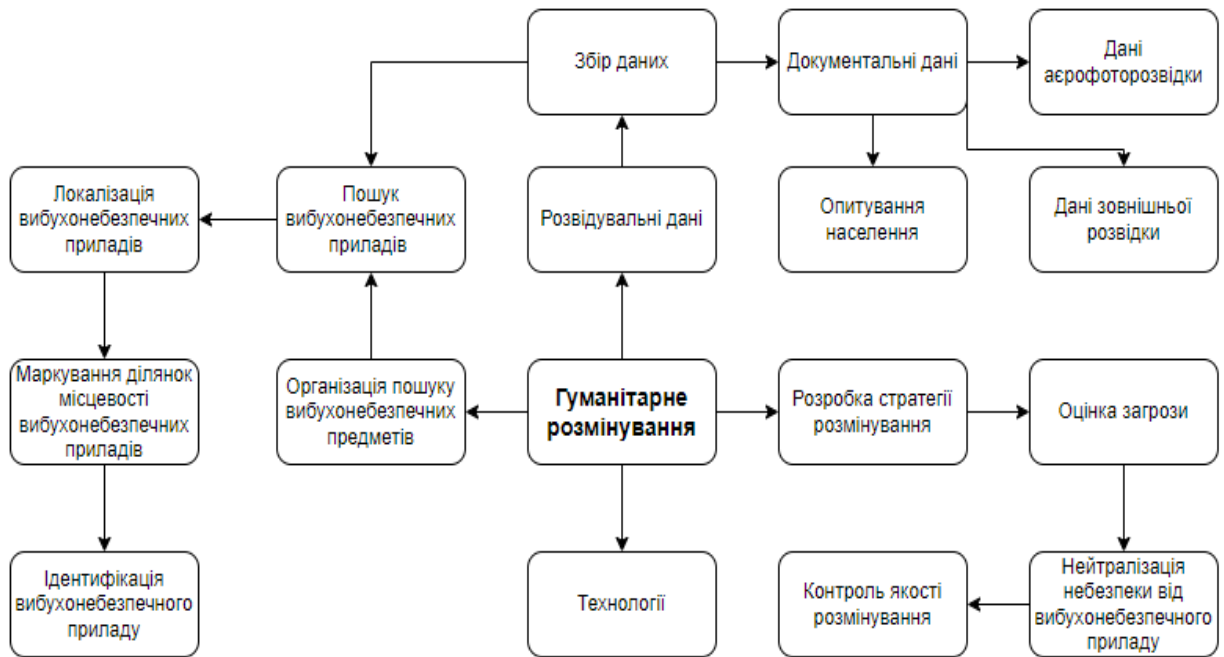 Збір даних
Документальні дані
Дані
аєрофоторозвідки
Локалізація
вибухонебезпечних
приладів
Пошук
вибухонебезпечних
приладів
Розвідувальні дані
Опитування
населення
Дані зовнішньої
розвідки
Маркування ділянок
місцевості
вибухонебезпечних
приладів
Організація пошуку
вибухонебезпечних
предметів
Гуманітарне
розмінування
Розробка стратегії
розмінування
Оцінка загрози
Ідентифікація
вибухонебезпечного
приладу
Технології
Контроль якості
розмінування
Нейтралізація
небезпеки від
вибухонебезпечного
приладу